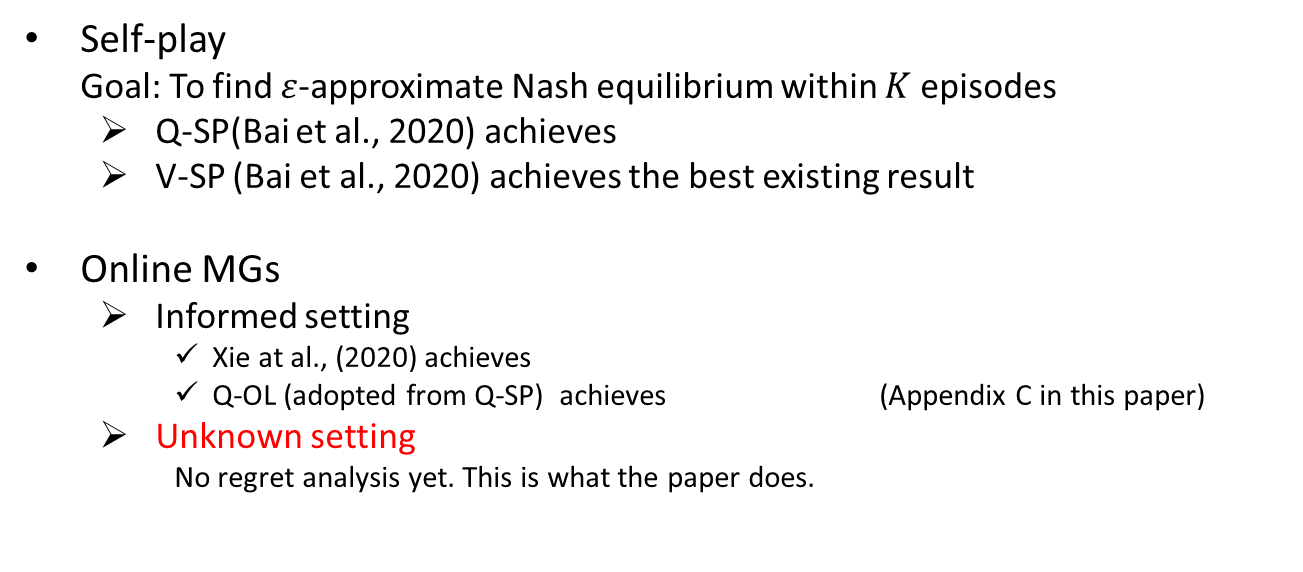 • Self-play
Goal: To find 𝜀-approximate Nash equilibrium within 𝐾 episodes
➢ Q-SP(Bai et al., 2020) achieves
➢ V-SP (Bai et al., 2020) achieves the best existing result
• Online MGs
➢ Informed setting
✓ Xie at al., (2020) achieves
✓ Q-OL (adopted from Q-SP) achieves (Appendix C in this paper)
➢ Unknown setting
No regret analysis yet. This is what the paper does.